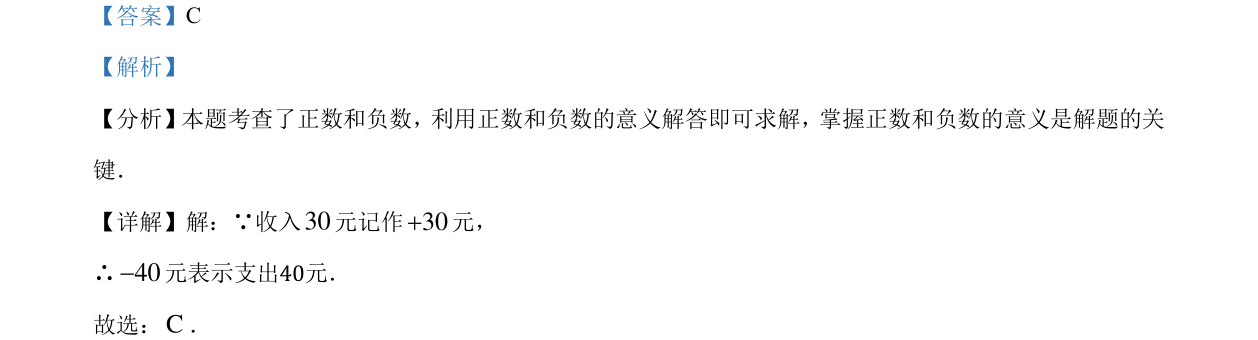 【答案】C
【解析】
【分析】本题考查了正数和负数，利用正数和负数的意义解答即可求解，掌握正数和负数的意义是解题的关
键．
【详解】解：∵收入30元记作+30元，
∴−40元表示支出40元．
故选：C．